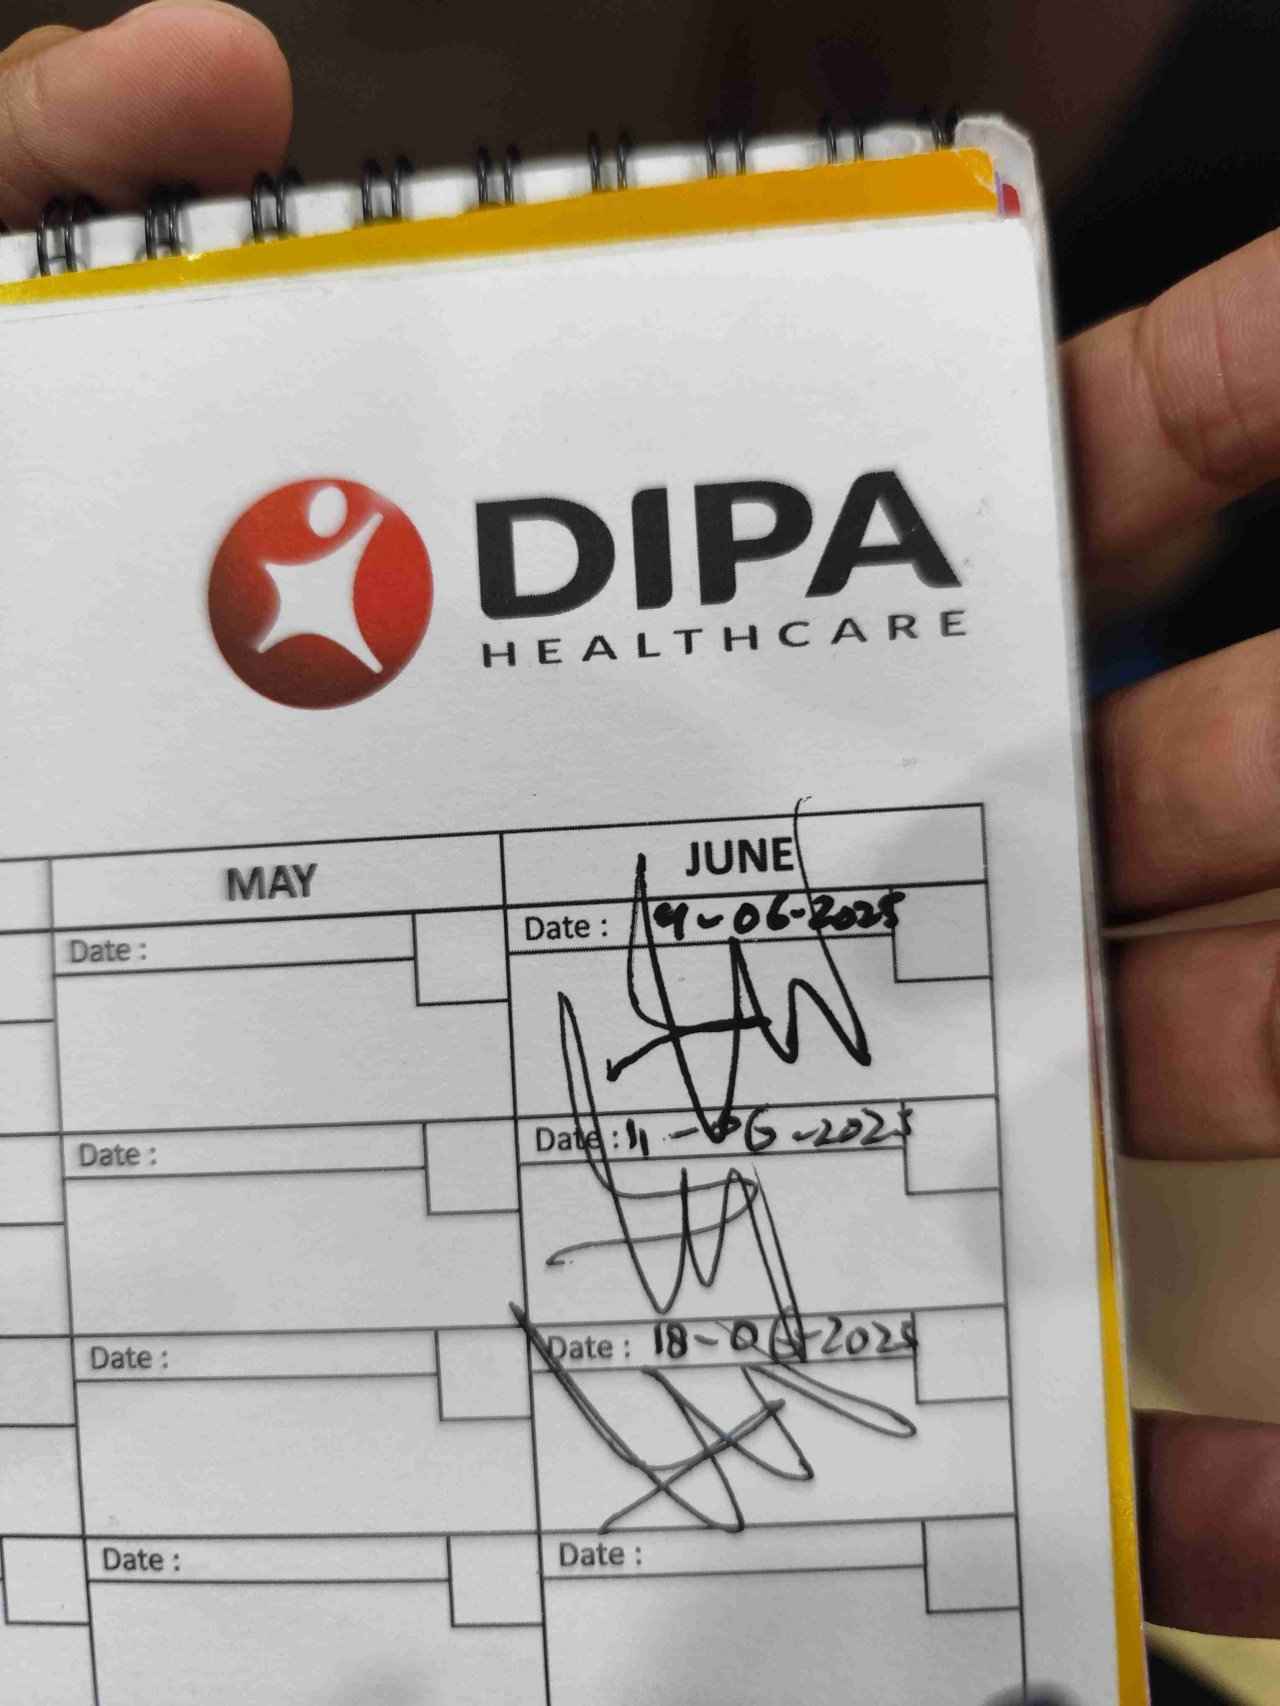 DIPA
HEALTHCARE
MAY
JUNE
Date :
Date : 9-06-2025
Date :
Date : 11-06-2025
Date :
Date : 18-06-2025
Date :
Date :